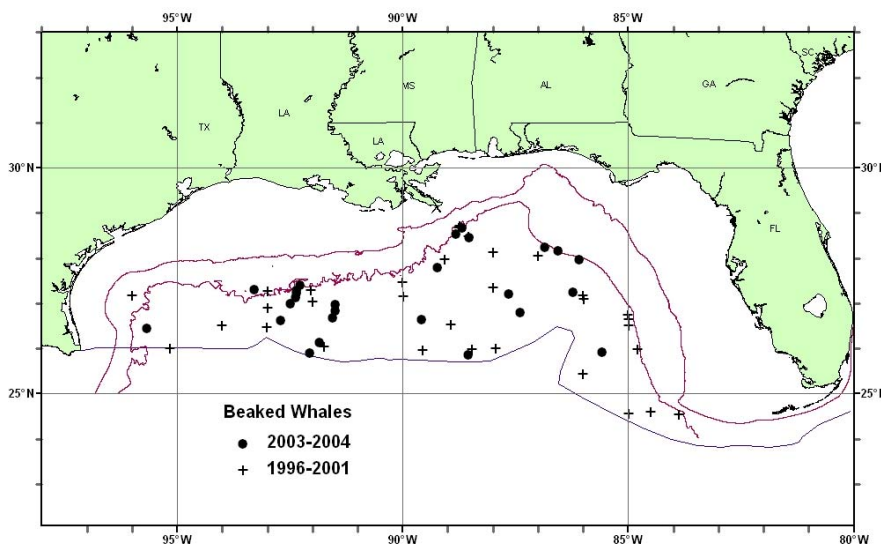 95°W 90°W 85°W
SC
MS AL GA
TX LA
LA
30°N 30°N
FL
25°N 25°N
Beaked Whales
2003-2004
1996-2001
95°W 90°W 85°W 80°W